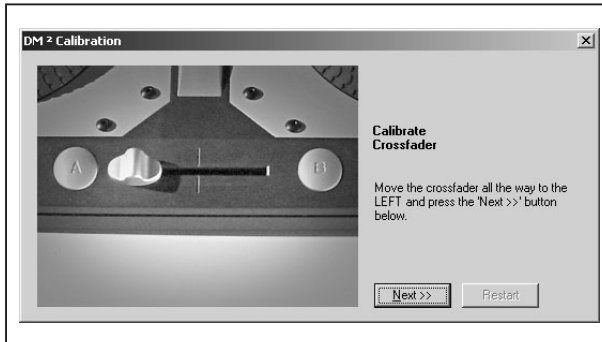 DM ² Calibration
A
B
Calibrate
Crossfader
Move the crossfader all the way to the
LEFT and press the 'Next >>' button
below.
Next >>
Restart